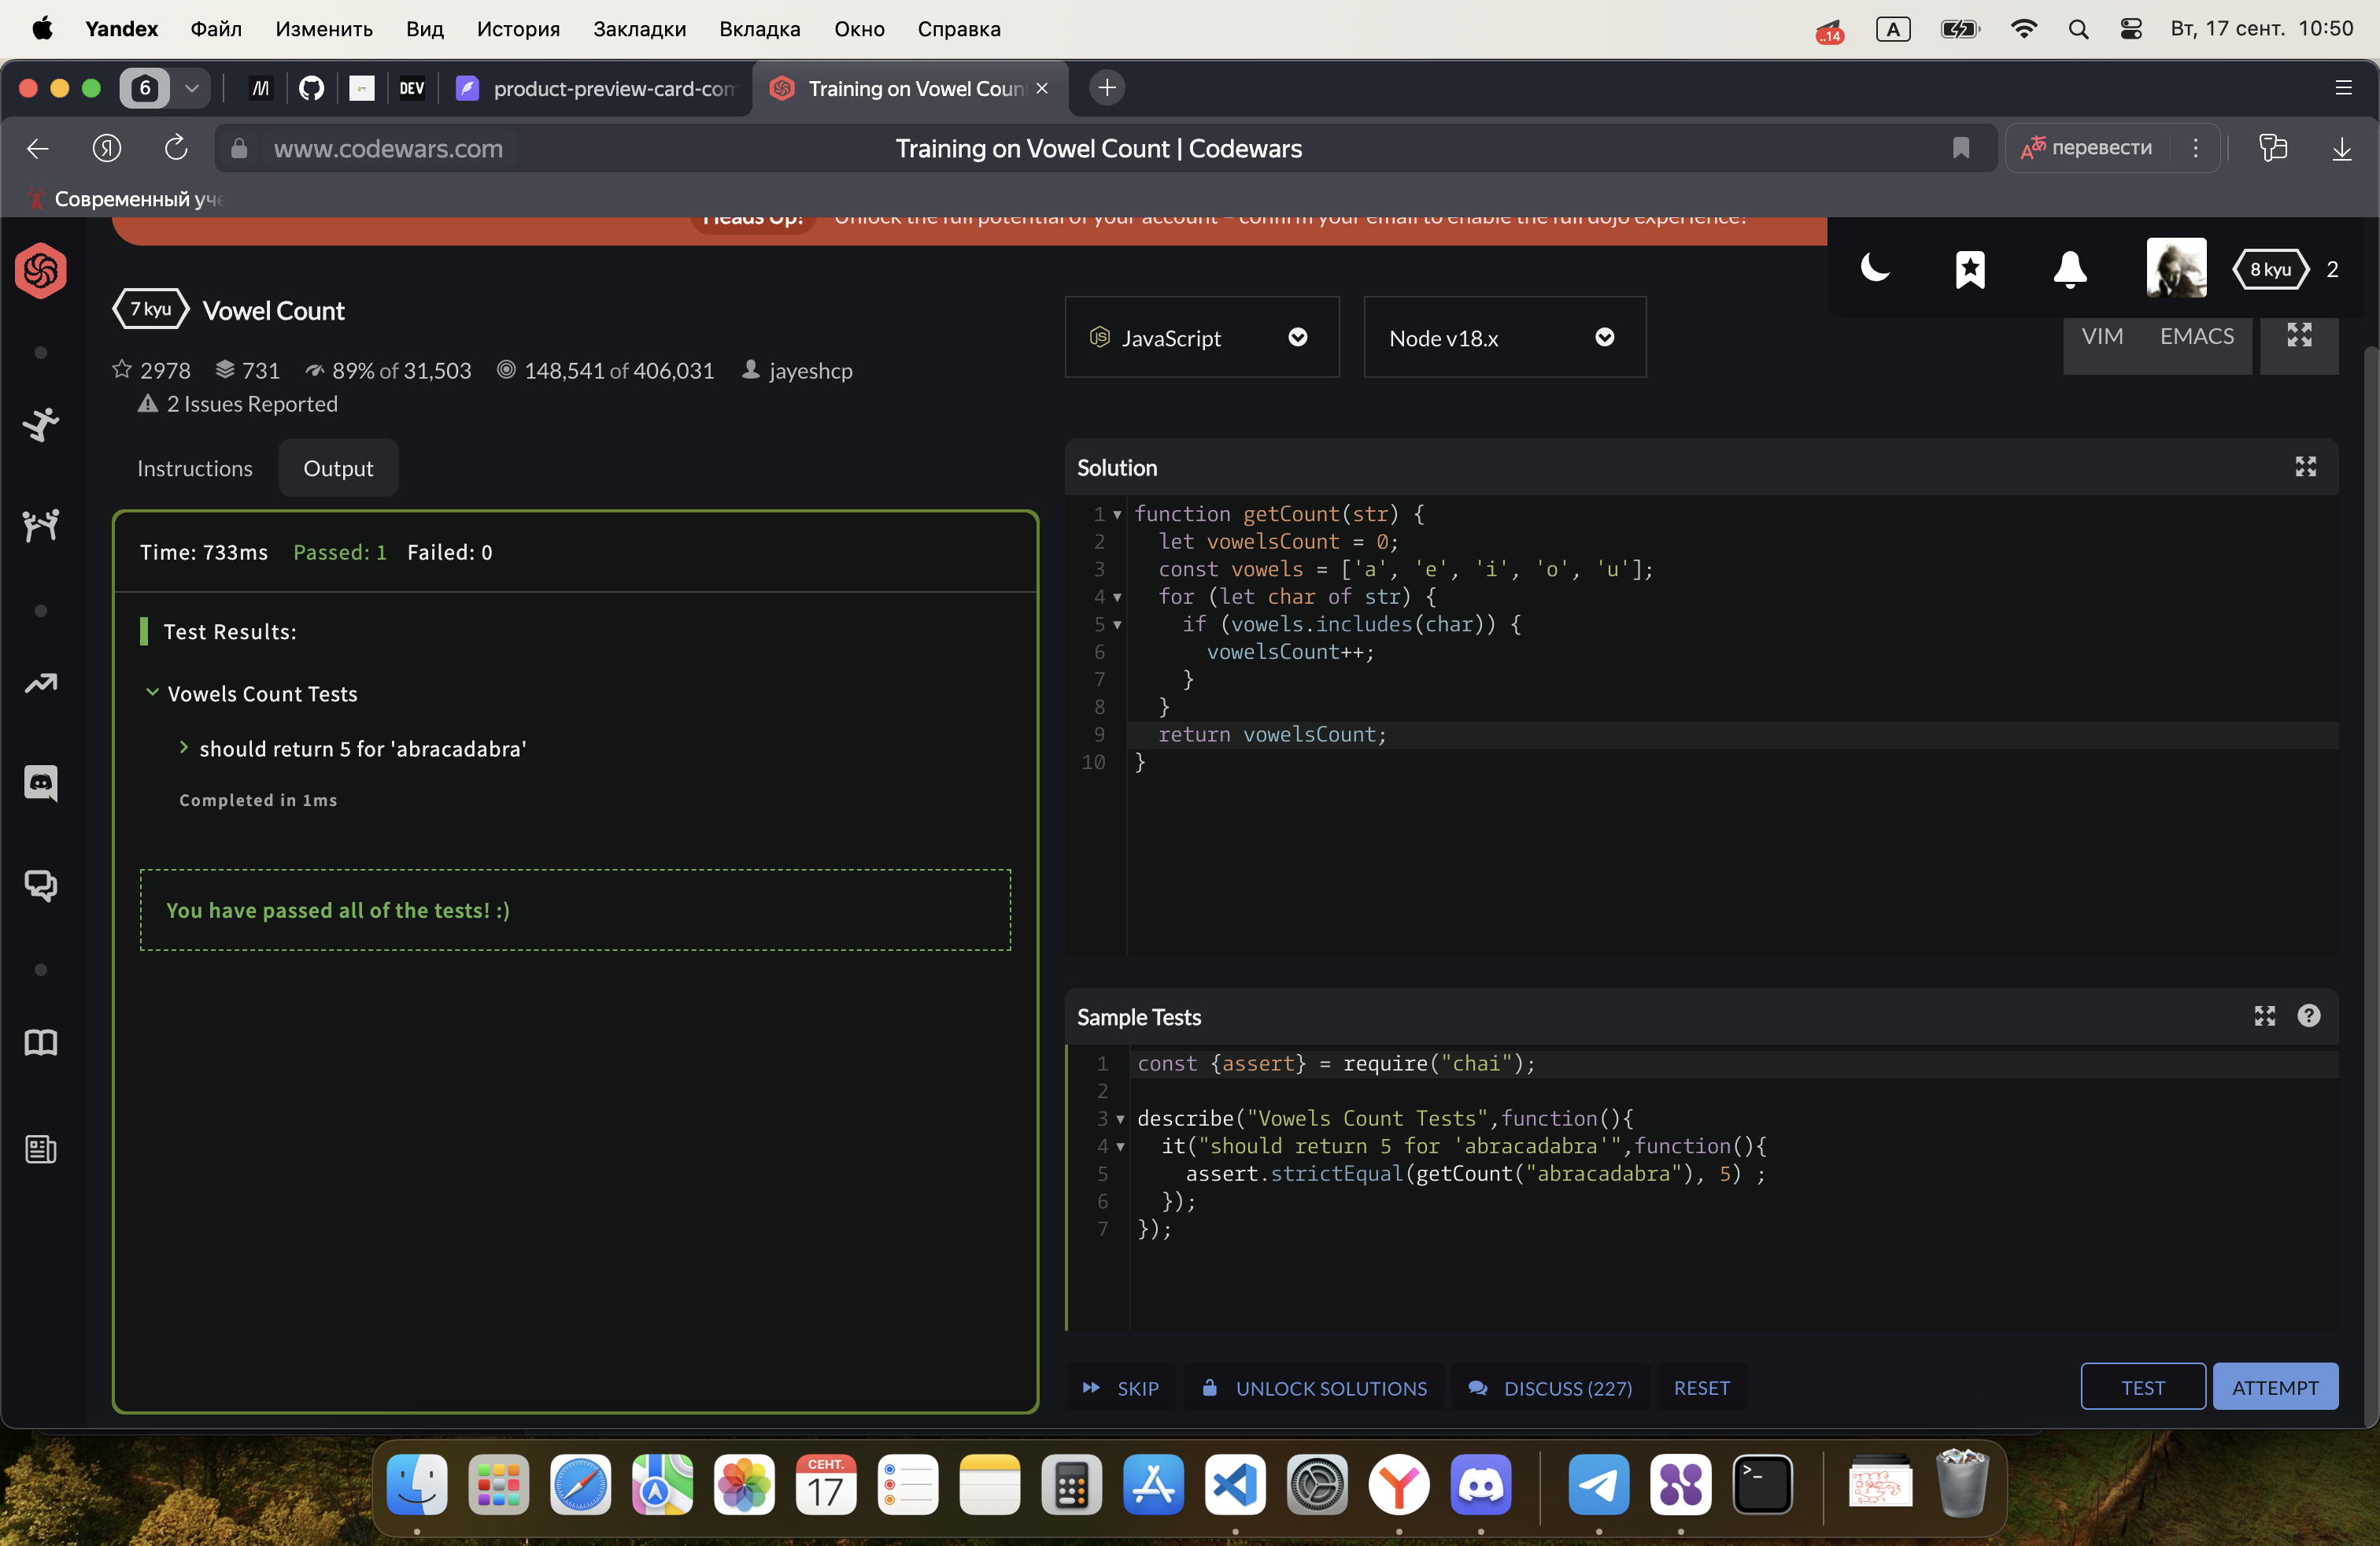 Yandex Файл Изменить Вид История Закладки Вкладка Окно Справка ..14 A Вт, 17 сент. 10:50
6 DEV product-preview-card-com Training on Vowel Coun
Я www.codewars.com Training on Vowel Count | Codewars перевести
Современный уче
Heads Up! Unlock the full potential of your account – confirm your email to enable the full dojo experience!
8 kyu 2
7 kyu Vowel Count
2978 731 89% of 31,503 148,541 of 406,031 jayeshcp
2 Issues Reported
JavaScript Node v18.x VIM EMACS
Instructions Output
Time: 733ms Passed: 1 Failed: 0
Test Results:
Vowels Count Tests
should return 5 for 'abracadabra'
Completed in 1ms
You have passed all of the tests! :)
Solution
1 function getCount(str) {
2 let vowelsCount = 0;
3 const vowels = ['a', 'e', 'i', 'o', 'u'];
4 for (let char of str) {
5 if (vowels.includes(char)) {
6 vowelsCount++;
7 }
8 }
9 return vowelsCount;
10 }
Sample Tests
1 const {assert} = require("chai");
2
3 describe("Vowels Count Tests",function(){
4 it("should return 5 for 'abracadabra'",function(){
5 assert.strictEqual(getCount("abracadabra"), 5) ;
6 });
7 });
SKIP UNLOCK SOLUTIONS DISCUSS (227) RESET TEST ATTEMPT
СЕНТ.
17